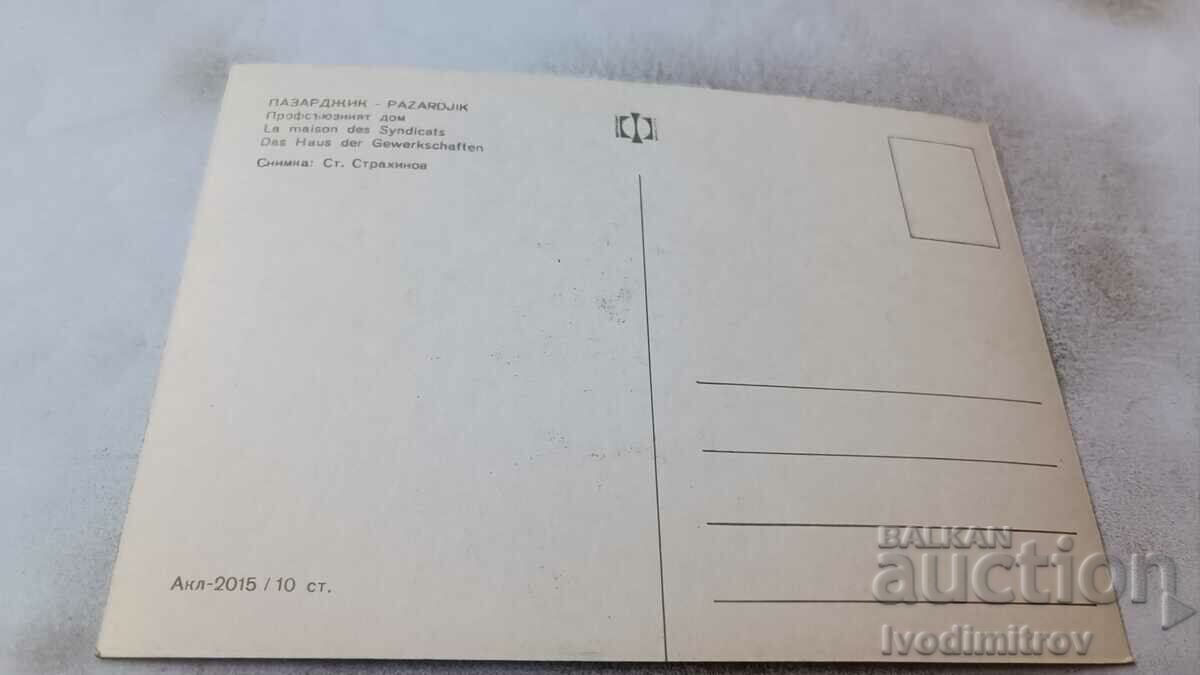 ПАЗАРДЖИК - PAZARDJIK
Профсъюзният дом
La maison des Syndicats
Das Haus der Gewerkschaften
Снимка: Ст. Страхинов
Акл-2015 / 10 ст.
BALKAN
auction
Ivodimitrov